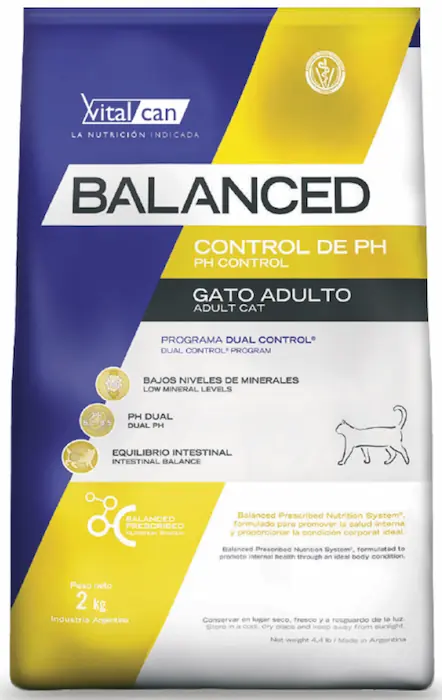 Vital can
LA NUTRICIÓN INDICADA
BALANCED
CONTROL DE PH
PH CONTROL
GATO ADULTO
ADULT CAT
PROGRAMA DUAL CONTROL®
DUAL CONTROL® PROGRAM
BAJOS NIVELES DE MINERALES
LOW MINERAL LEVELS
PH DUAL
DUAL PH
EQUILIBRIO INTESTINAL
INTESTINAL BALANCE
BALANCED
PRESCRIBED
Balanced Prescribed Nutrition System®,
formulado para promover la salud interna
y proporcionar la condición corporal ideal.
Balanced Prescribed Nutrition System®, formulated to
promote internal health through an ideal body condition.
Peso neto
2 kg
Industria Argentina
Conservar en lugar seco, fresco y a resguardo de la luz.
Store in a cool, dry place and keep away from sunlight.
Net weight 4,4 lb / Made in Argentina